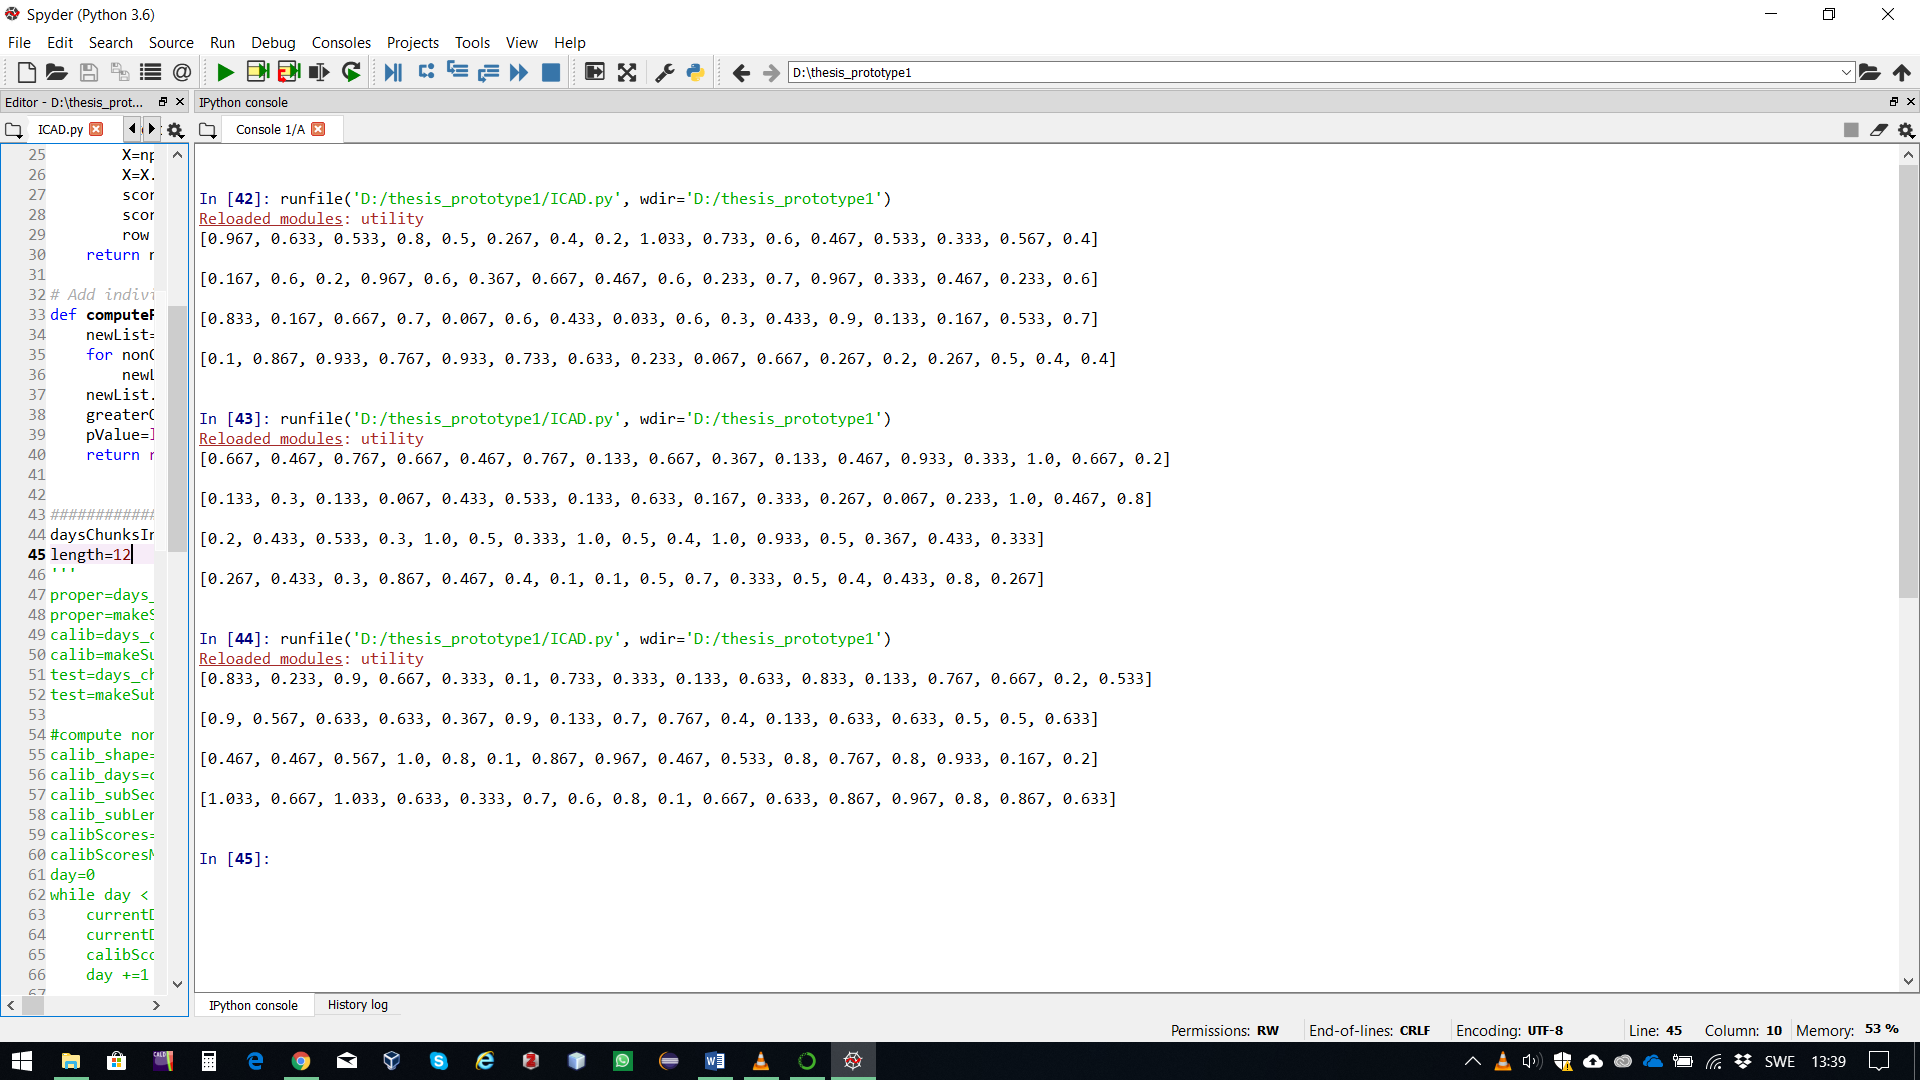 Spyder (Python 3.6)
File Edit Search Source Run Debug Consoles Projects Tools View Help
D:\thesis_prototype1
Editor - D:\thesis_prot...
IPython console
ICAD.py
Console 1/A
25 X=np
26 X=X.
27 scor
28 scor
29 row
30 return r
31
32 # Add indivi
33 def computeP
34 newList=
35 for nonC
36 newL
37 newList.
38 greaterO
39 pValue=l
40 return r
41
42
43 ############
44 daysChunksIn
45 length=12
46 '''
47 proper=days_
48 proper=makeS
49 calib=days_c
50 calib=makeSu
51 test=days_ch
52 test=makeSub
53
54 #compute nor
55 calib_shape=
56 calib_days=c
57 calib_subSec
58 calib_subLer
59 calibScores=
60 calibScoresM
61 day=0
62 while day <
63 currentD
64 currentD
65 calibSco
66 day +=1
67
In [42]: runfile('D:/thesis_prototype1/ICAD.py', wdir='D:/thesis_prototype1')
Reloaded modules: utility
[0.967, 0.633, 0.533, 0.8, 0.5, 0.267, 0.4, 0.2, 1.033, 0.733, 0.6, 0.467, 0.533, 0.333, 0.567, 0.4]
[0.167, 0.6, 0.2, 0.967, 0.6, 0.367, 0.667, 0.467, 0.6, 0.233, 0.7, 0.967, 0.333, 0.467, 0.233, 0.6]
[0.833, 0.167, 0.667, 0.7, 0.067, 0.6, 0.433, 0.033, 0.6, 0.3, 0.433, 0.9, 0.133, 0.167, 0.533, 0.7]
[0.1, 0.867, 0.933, 0.767, 0.933, 0.733, 0.633, 0.233, 0.067, 0.667, 0.267, 0.2, 0.267, 0.5, 0.4, 0.4]
In [43]: runfile('D:/thesis_prototype1/ICAD.py', wdir='D:/thesis_prototype1')
Reloaded modules: utility
[0.667, 0.467, 0.767, 0.667, 0.467, 0.767, 0.133, 0.667, 0.367, 0.133, 0.467, 0.933, 0.333, 1.0, 0.667, 0.2]
[0.133, 0.3, 0.133, 0.067, 0.433, 0.533, 0.133, 0.633, 0.167, 0.333, 0.267, 0.067, 0.233, 1.0, 0.467, 0.8]
[0.2, 0.433, 0.533, 0.3, 1.0, 0.5, 0.333, 1.0, 0.5, 0.4, 1.0, 0.933, 0.5, 0.367, 0.433, 0.333]
[0.267, 0.433, 0.3, 0.867, 0.467, 0.4, 0.1, 0.1, 0.5, 0.7, 0.333, 0.5, 0.4, 0.433, 0.8, 0.267]
In [44]: runfile('D:/thesis_prototype1/ICAD.py', wdir='D:/thesis_prototype1')
Reloaded modules: utility
[0.833, 0.233, 0.9, 0.667, 0.333, 0.1, 0.733, 0.333, 0.133, 0.633, 0.833, 0.133, 0.767, 0.667, 0.2, 0.533]
[0.9, 0.567, 0.633, 0.633, 0.367, 0.9, 0.133, 0.7, 0.767, 0.4, 0.133, 0.633, 0.633, 0.5, 0.5, 0.633]
[0.467, 0.467, 0.567, 1.0, 0.8, 0.1, 0.867, 0.967, 0.467, 0.533, 0.8, 0.767, 0.8, 0.933, 0.167, 0.2]
[1.033, 0.667, 1.033, 0.633, 0.333, 0.7, 0.6, 0.8, 0.1, 0.667, 0.633, 0.867, 0.967, 0.8, 0.867, 0.633]
In [45]:
IPython console History log
Permissions: RW End-of-lines: CRLF Encoding: UTF-8 Line: 45 Column: 10 Memory: 53 %
SWE 13:39